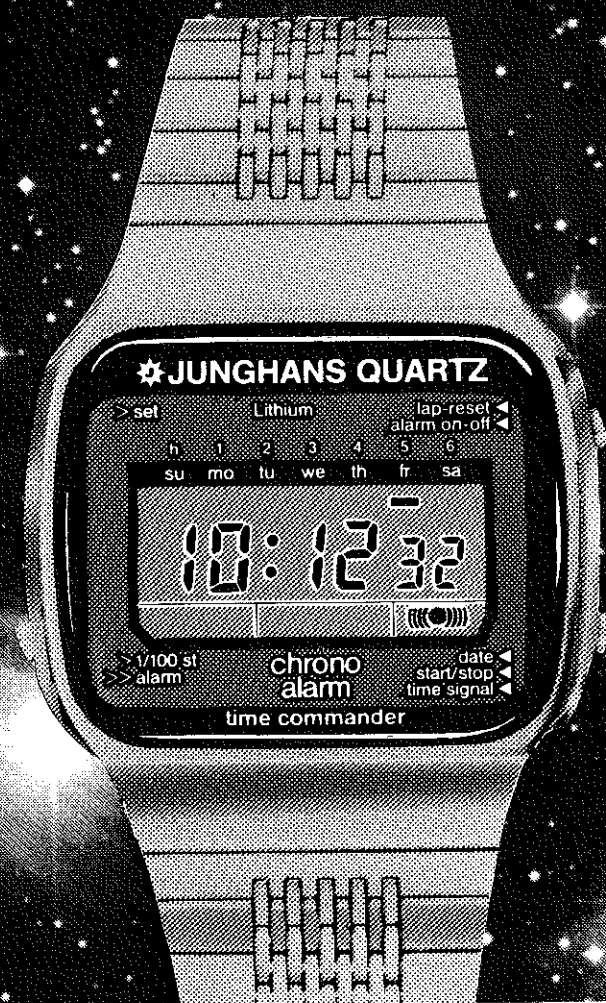 JUNGHANS QUARTZ
> set Lithium lap-reset ◀
alarm on-off ◀
h 1 2 3 4 5 6
su mo tu we th fr sa
10:12 32
> 1/100 st chrono date ◀
>> alarm alarm start/stop ◀
time signal ◀
time commander